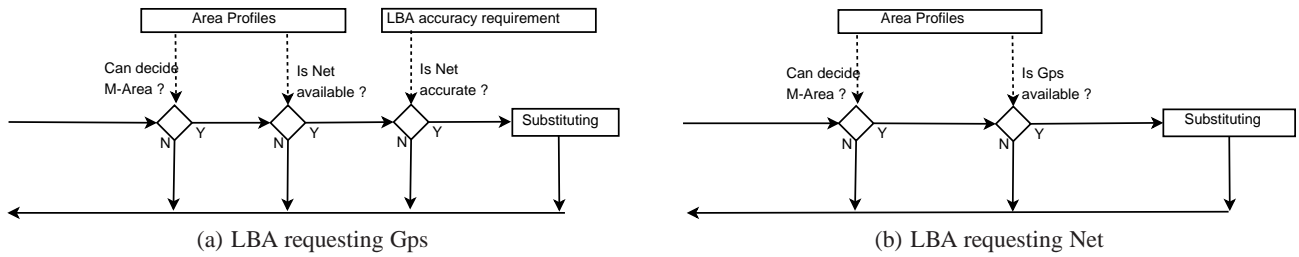 Area Profiles
LBA accuracy requirement
Can decide
M-Area ?
Is Net
available ?
Is Net
accurate ?
Substituting
N
Y
N
Y
N
Y
(a) LBA requesting Gps
Area Profiles
Can decide
M-Area ?
Is Gps
available ?
Substituting
N
Y
N
Y
(b) LBA requesting Net